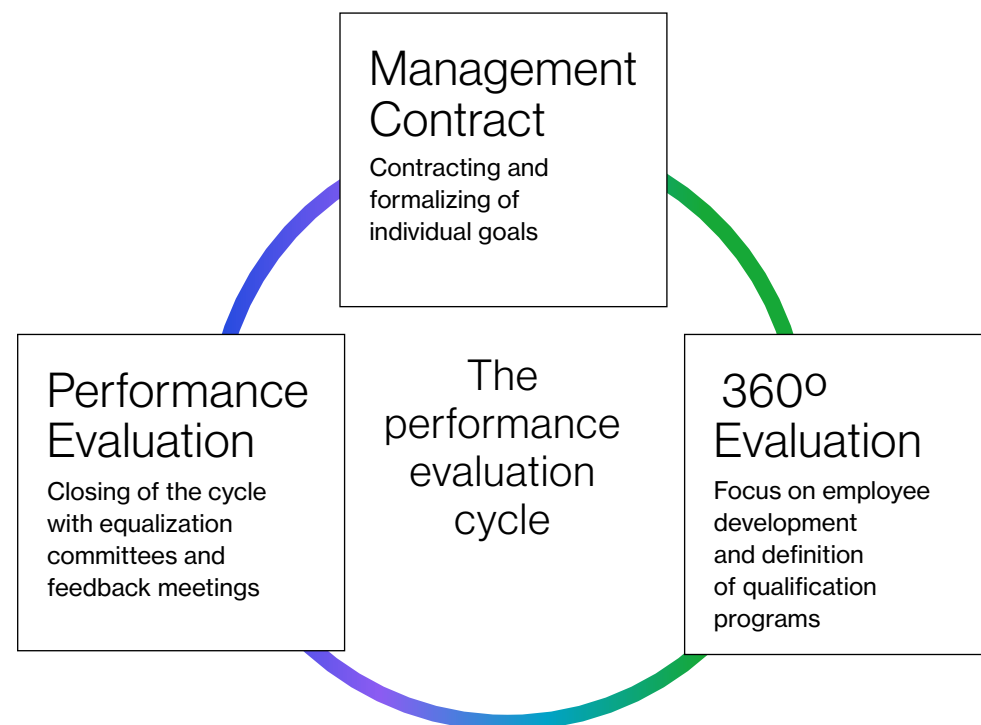 Management
Contract
Contracting and
formalizing of
individual goals
The
performance
evaluation
cycle
360º
Evaluation
Focus on employee
development
and definition
of qualification
programs
Performance
Evaluation
Closing of the cycle
with equalization
committees and
feedback meetings